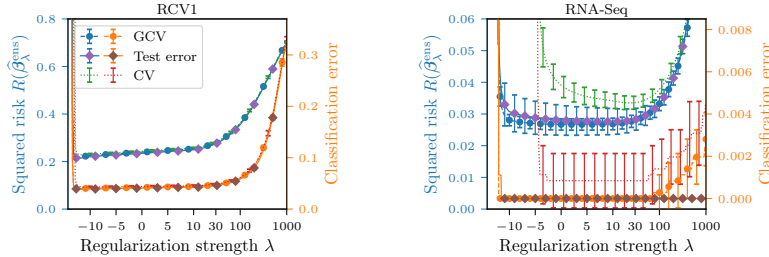 RCV1
Squared risk R(β̂λ^ens)
0.8
0.6
0.4
0.2
0.0
GCV
Test error
CV
0.3
0.2
0.1
0.0
Classification error
−10 −5 0 5 10 30 100 1000
Regularization strength λ
RNA-Seq
Squared risk R(β̂λ^ens)
0.06
0.05
0.04
0.03
0.02
0.01
0.00
0.008
0.006
0.004
0.002
0.000
Classification error
−10 −5 0 5 10 30 100 1000
Regularization strength λ